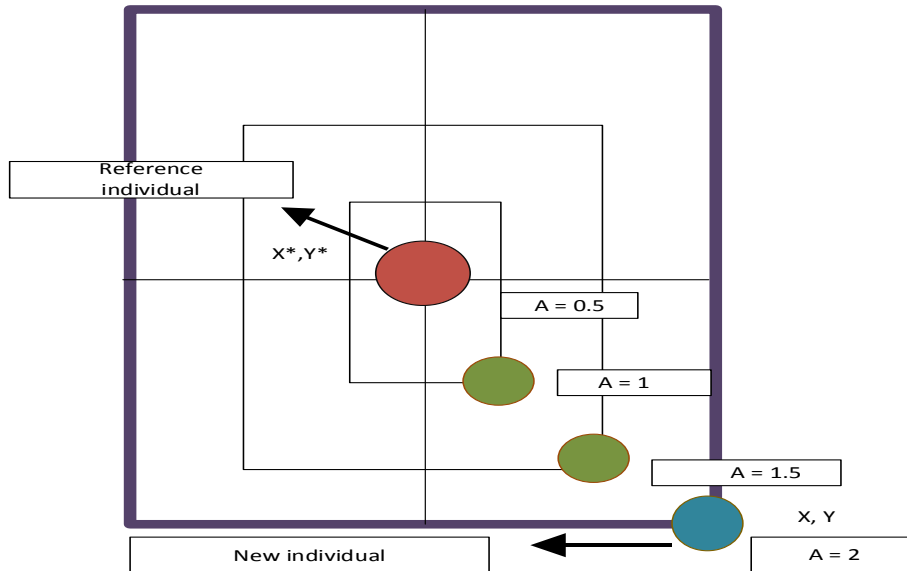 Reference
individual
X*,Y*
A = 0.5
A = 1
A = 1.5
X, Y
New individual
A = 2